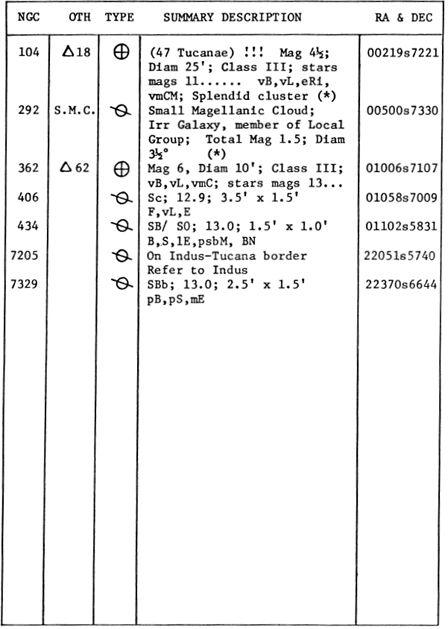 NGC OTH TYPE SUMMARY DESCRIPTION RA & DEC
104 Δ18 ⊕ (47 Tucanae) !!! Mag 4½; 00219s7221
Diam 25'; Class III; stars
mags 11...... vB,vL,eRi,
vmCM; Splendid cluster (*)
292 S.M.C. Small Magellanic Cloud; 00500s7330
Irr Galaxy, member of Local
Group; Total Mag 1.5; Diam
3½° (*)
362 Δ62 ⊕ Mag 6, Diam 10'; Class III; 01006s7107
vB,vL,vmC; stars mags 13...
406 Sc; 12.9; 3.5' x 1.5' 01058s7009
F,vL,E
434 SB/ S0; 13.0; 1.5' x 1.0' 01102s5831
B,S,lE,psbM, BN
7205 On Indus-Tucana border 22051s5740
Refer to Indus
7329 SBb; 13.0; 2.5' x 1.5' 22370s6644
pB,pS,mE